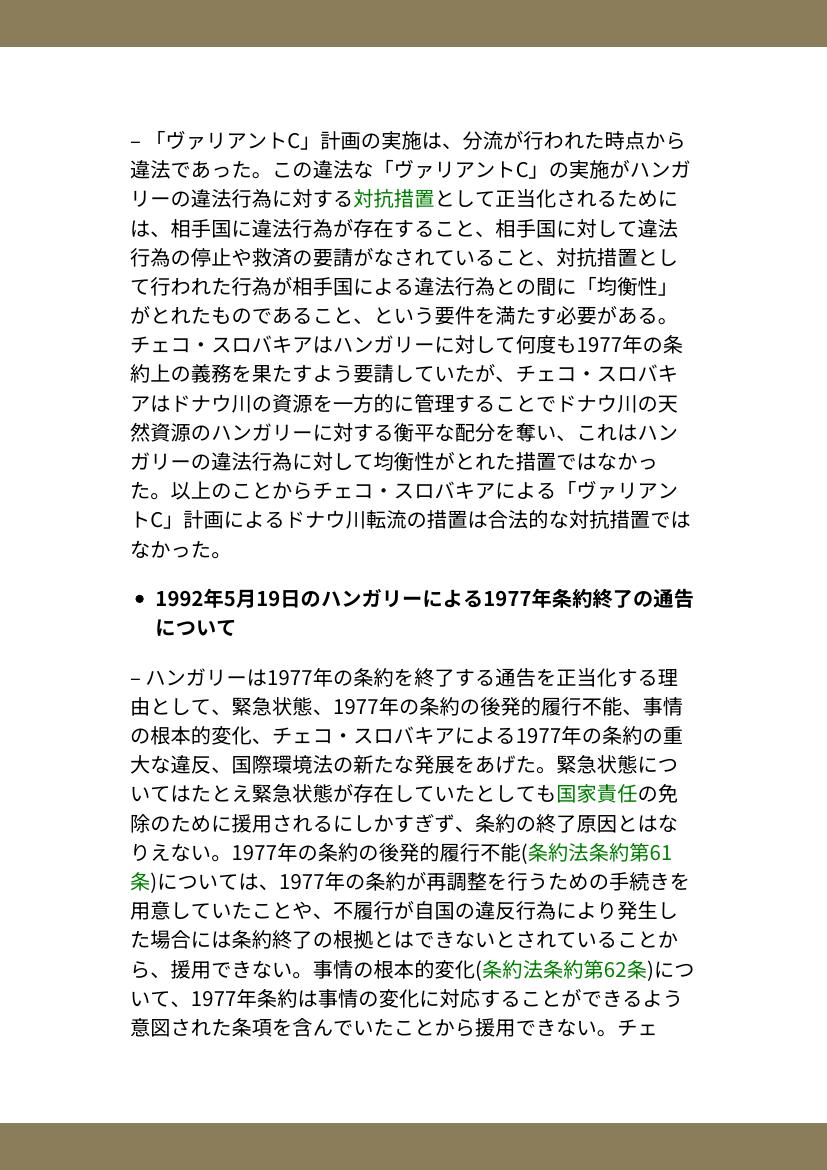 – 「ヴァリアントC」計画の実施は、分流が行われた時点から
違法であった。この違法な「ヴァリアントC」の実施がハンガ
リーの違法行為に対する対抗措置として正当化されるために
は、相手国に違法行為が存在すること、相手国に対して違法
行為の停止や救済の要請がなされていること、対抗措置とし
て行われた行為が相手国による違法行為との間に「均衡性」
がとれたものであること、という要件を満たす必要がある。
チェコ・スロバキアはハンガリーに対して何度も1977年の条
約上の義務を果たすよう要請していたが、チェコ・スロバキ
アはドナウ川の資源を一方的に管理することでドナウ川の天
然資源のハンガリーに対する衡平な配分を奪い、これはハン
ガリーの違法行為に対して均衡性がとれた措置ではなかっ
た。以上のことからチェコ・スロバキアによる「ヴァリアン
トC」計画によるドナウ川転流の措置は合法的な対抗措置では
なかった。
• 1992年5月19日のハンガリーによる1977年条約終了の通告
について
– ハンガリーは1977年の条約を終了する通告を正当化する理
由として、緊急状態、1977年の条約の後発的履行不能、事情
の根本的変化、チェコ・スロバキアによる1977年の条約の重
大な違反、国際環境法の新たな発展をあげた。緊急状態につ
いてはたとえ緊急状態が存在していたとしても国家責任の免
除のために援用されるにしかすぎず、条約の終了原因とはな
りえない。1977年の条約の後発的履行不能(条約法条約第61
条)については、1977年の条約が再調整を行うための手続きを
用意していたことや、不履行が自国の違反行為により発生し
た場合には条約終了の根拠とはできないとされていることか
ら、援用できない。事情の根本的変化(条約法条約第62条)につ
いて、1977年条約は事情の変化に対応することができるよう
意図された条項を含んでいたことから援用できない。チェ